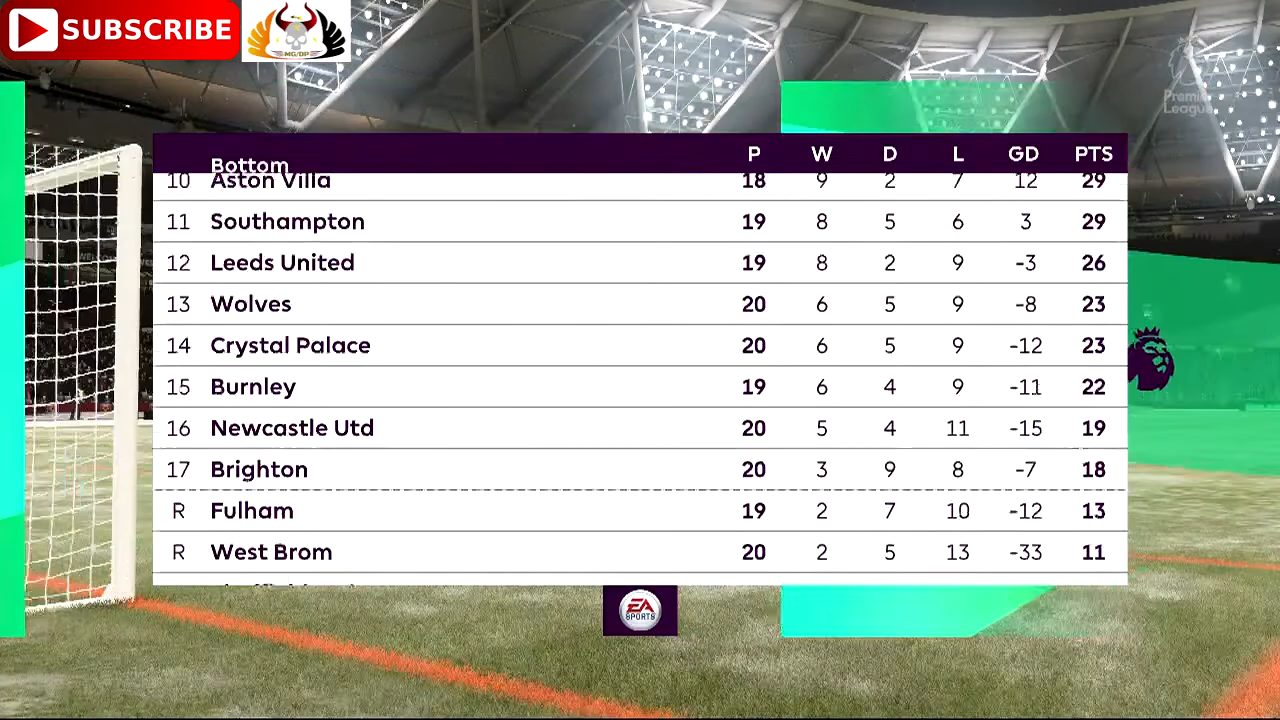 SUBSCRIBE
MG/DP
Premier
League
Bottom P W D L GD PTS
10 Aston Villa 18 9 2 7 12 29
11 Southampton 19 8 5 6 3 29
12 Leeds United 19 8 2 9 -3 26
13 Wolves 20 6 5 9 -8 23
14 Crystal Palace 20 6 5 9 -12 23
15 Burnley 19 6 4 9 -11 22
16 Newcastle Utd 20 5 4 11 -15 19
17 Brighton 20 3 9 8 -7 18
R Fulham 19 2 7 10 -12 13
R West Brom 20 2 5 13 -33 11
EA
SPORTS